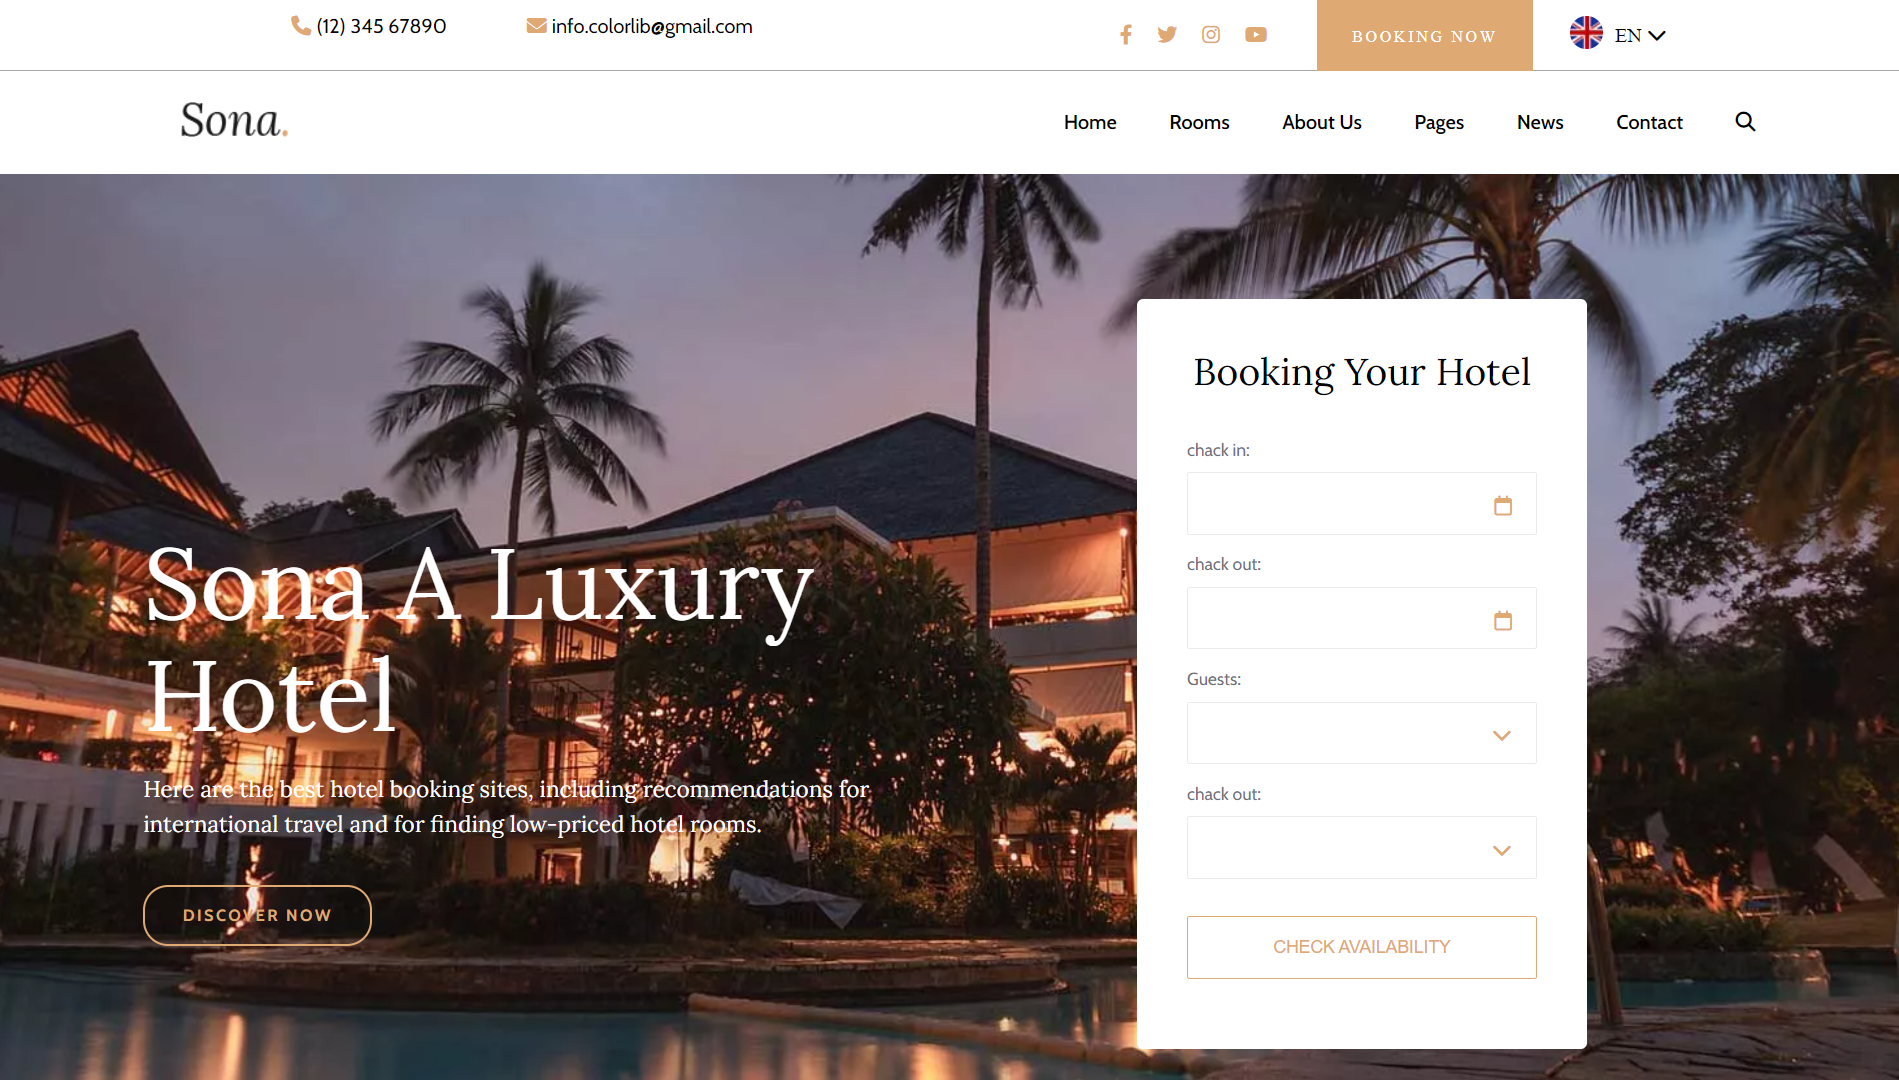 (12) 345 67890
info.colorlib@gmail.com
BOOKING NOW
EN
Sona.
Home
Rooms
About Us
Pages
News
Contact
Sona A Luxury
Hotel
Here are the best hotel booking sites, including recommendations for
international travel and for finding low-priced hotel rooms.
DISCOVER NOW
Booking Your Hotel
chack in:
chack out:
Guests:
chack out:
CHECK AVAILABILITY